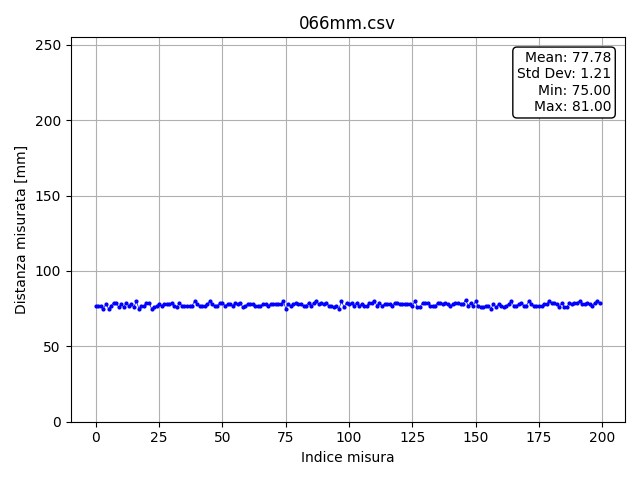 066mm.csv
Mean: 77.78
Std Dev: 1.21
Min: 75.00
Max: 81.00
Distanza misurata [mm]
250
200
150
100
50
0
0 25 50 75 100 125 150 175 200
Indice misura